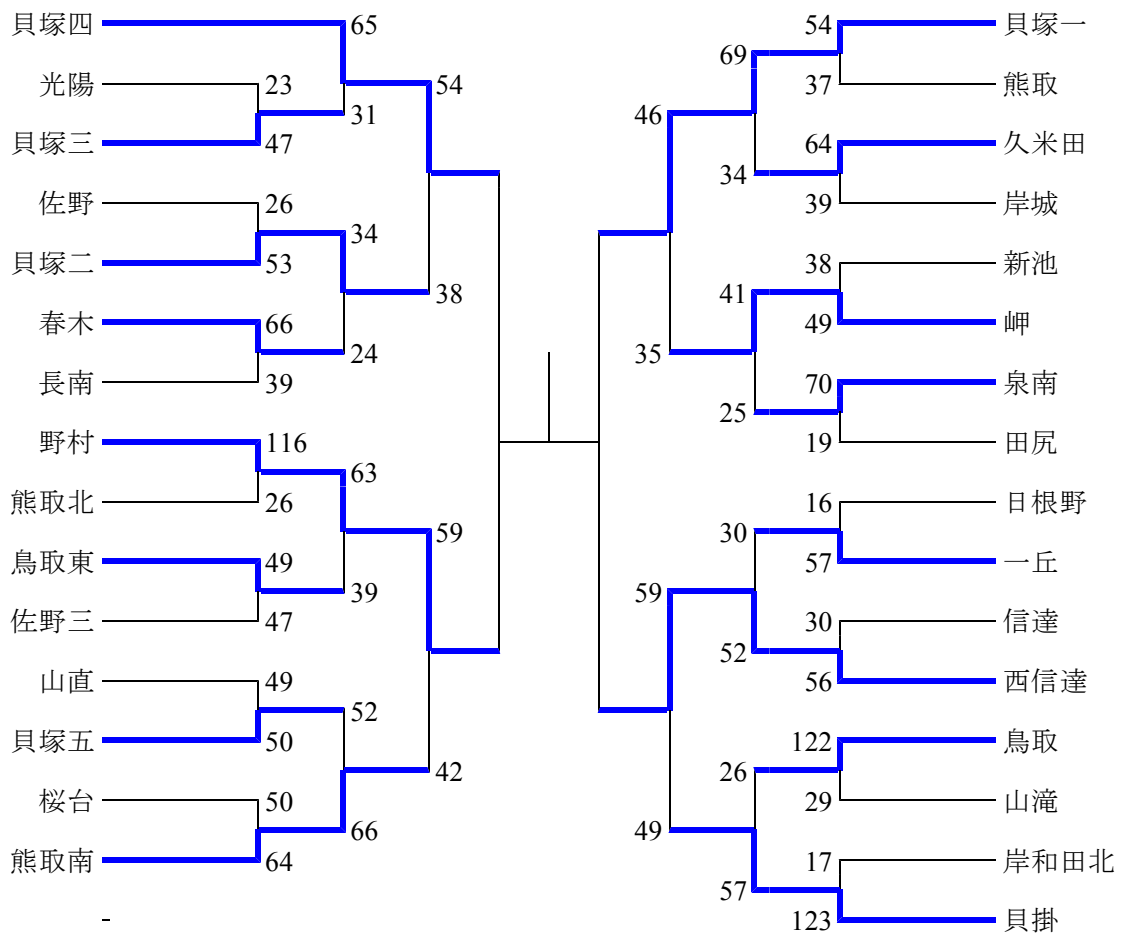 貝塚四 65 54 貝塚一
69
光陽 23 54 37 熊取
31 46
貝塚三 47 64 久米田
34
佐野 26 39 岸城
34
貝塚二 53 38 新池
38 41
春木 66 49 岬
24 35
長南 39 70 泉南
25
野村 116 19 田尻
63
熊取北 26 16 日根野
59 30
鳥取東 49 57 一丘
39 59
佐野三 47 30 信達
52
山直 49 56 西信達
52
貝塚五 50 122 鳥取
42 26
桜台 50 29 山滝
66 49
熊取南 64 17 岸和田北
57
- 123 貝掛